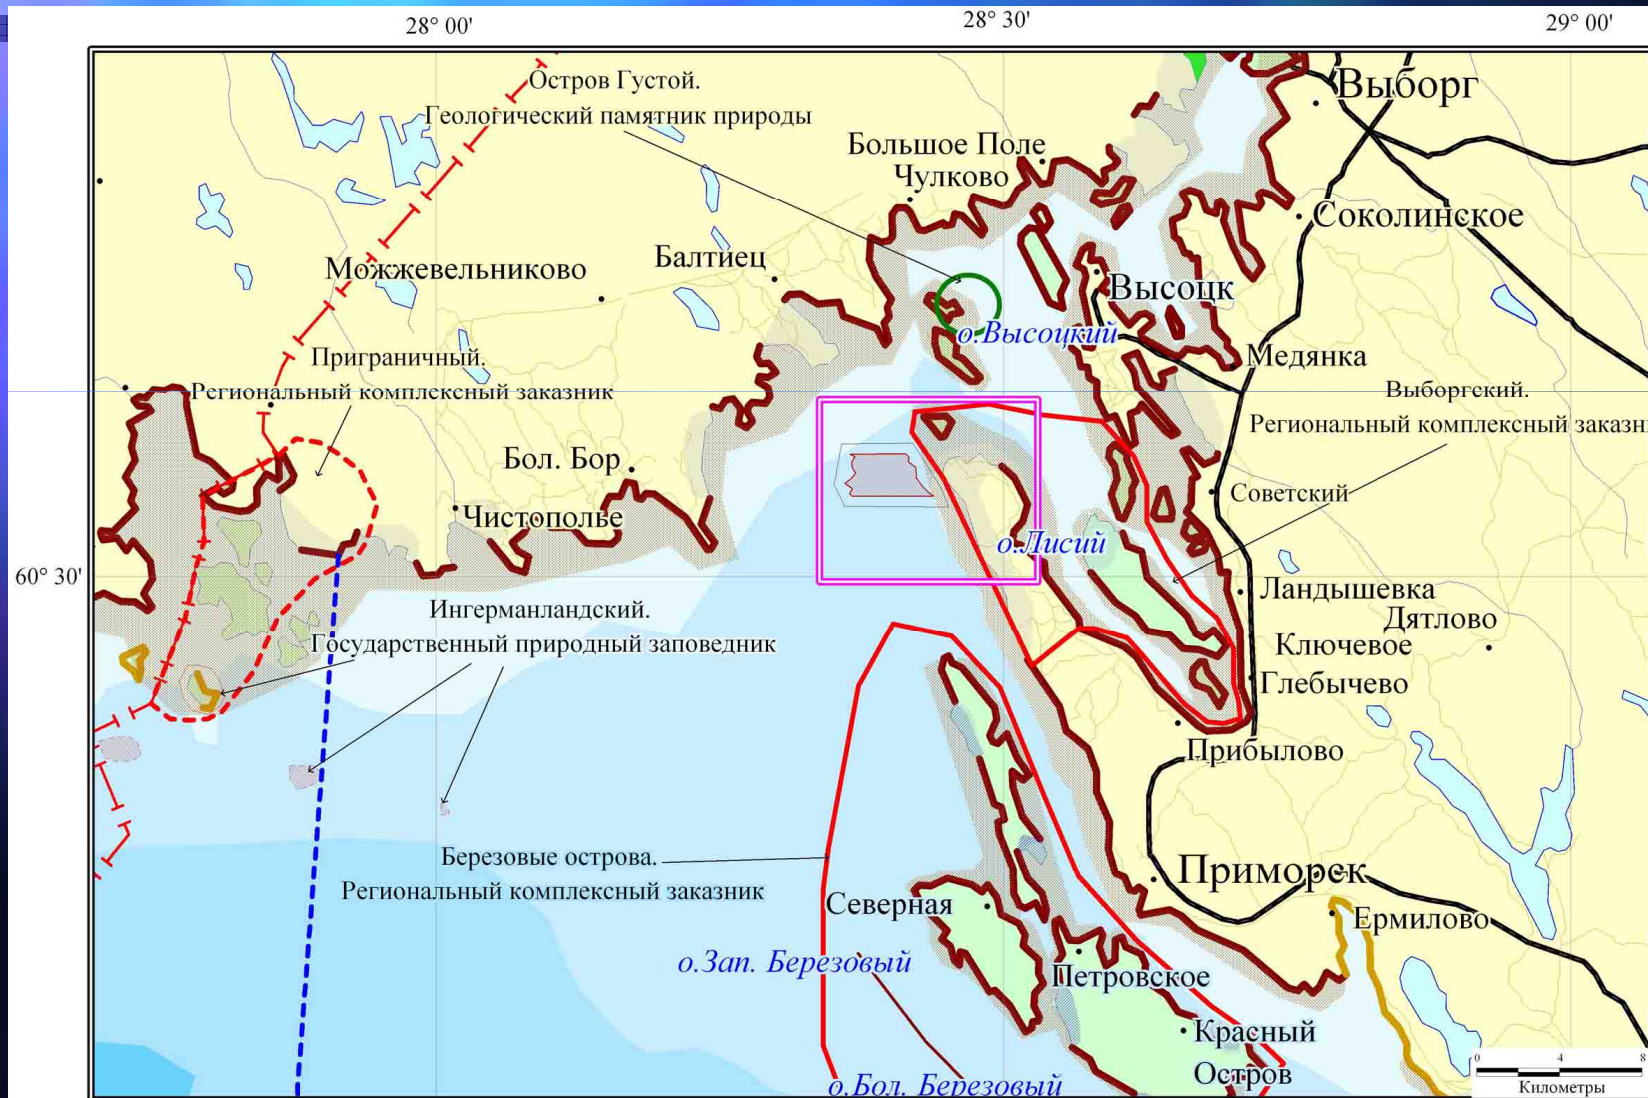 28° 00'
28° 30'
29° 00'
Остров Густой.
Геологический памятник природы
Выборг
Большое Поле
Чулково
Соколинское
Балтиец
Можжевельниково
Высоцк
о.Высоцкий
Приграничный.
Региональный комплексный заказник
Медянка
Выборгский.
Региональный комплексный заказн
Бол. Бор
Советский
Чистополье
о.Лисий
60° 30'
Ландышевка
Дятлово
Ингерманландский.
Государственный природный заповедник
Ключевое
Глебычево
Прибылово
Березовые острова.
Региональный комплексный заказник
Приморск
Северная
Ермилово
о.Зап. Березовый
Петровское
Красный
Остров
о.Бол. Березовый
0 4 8
Километры